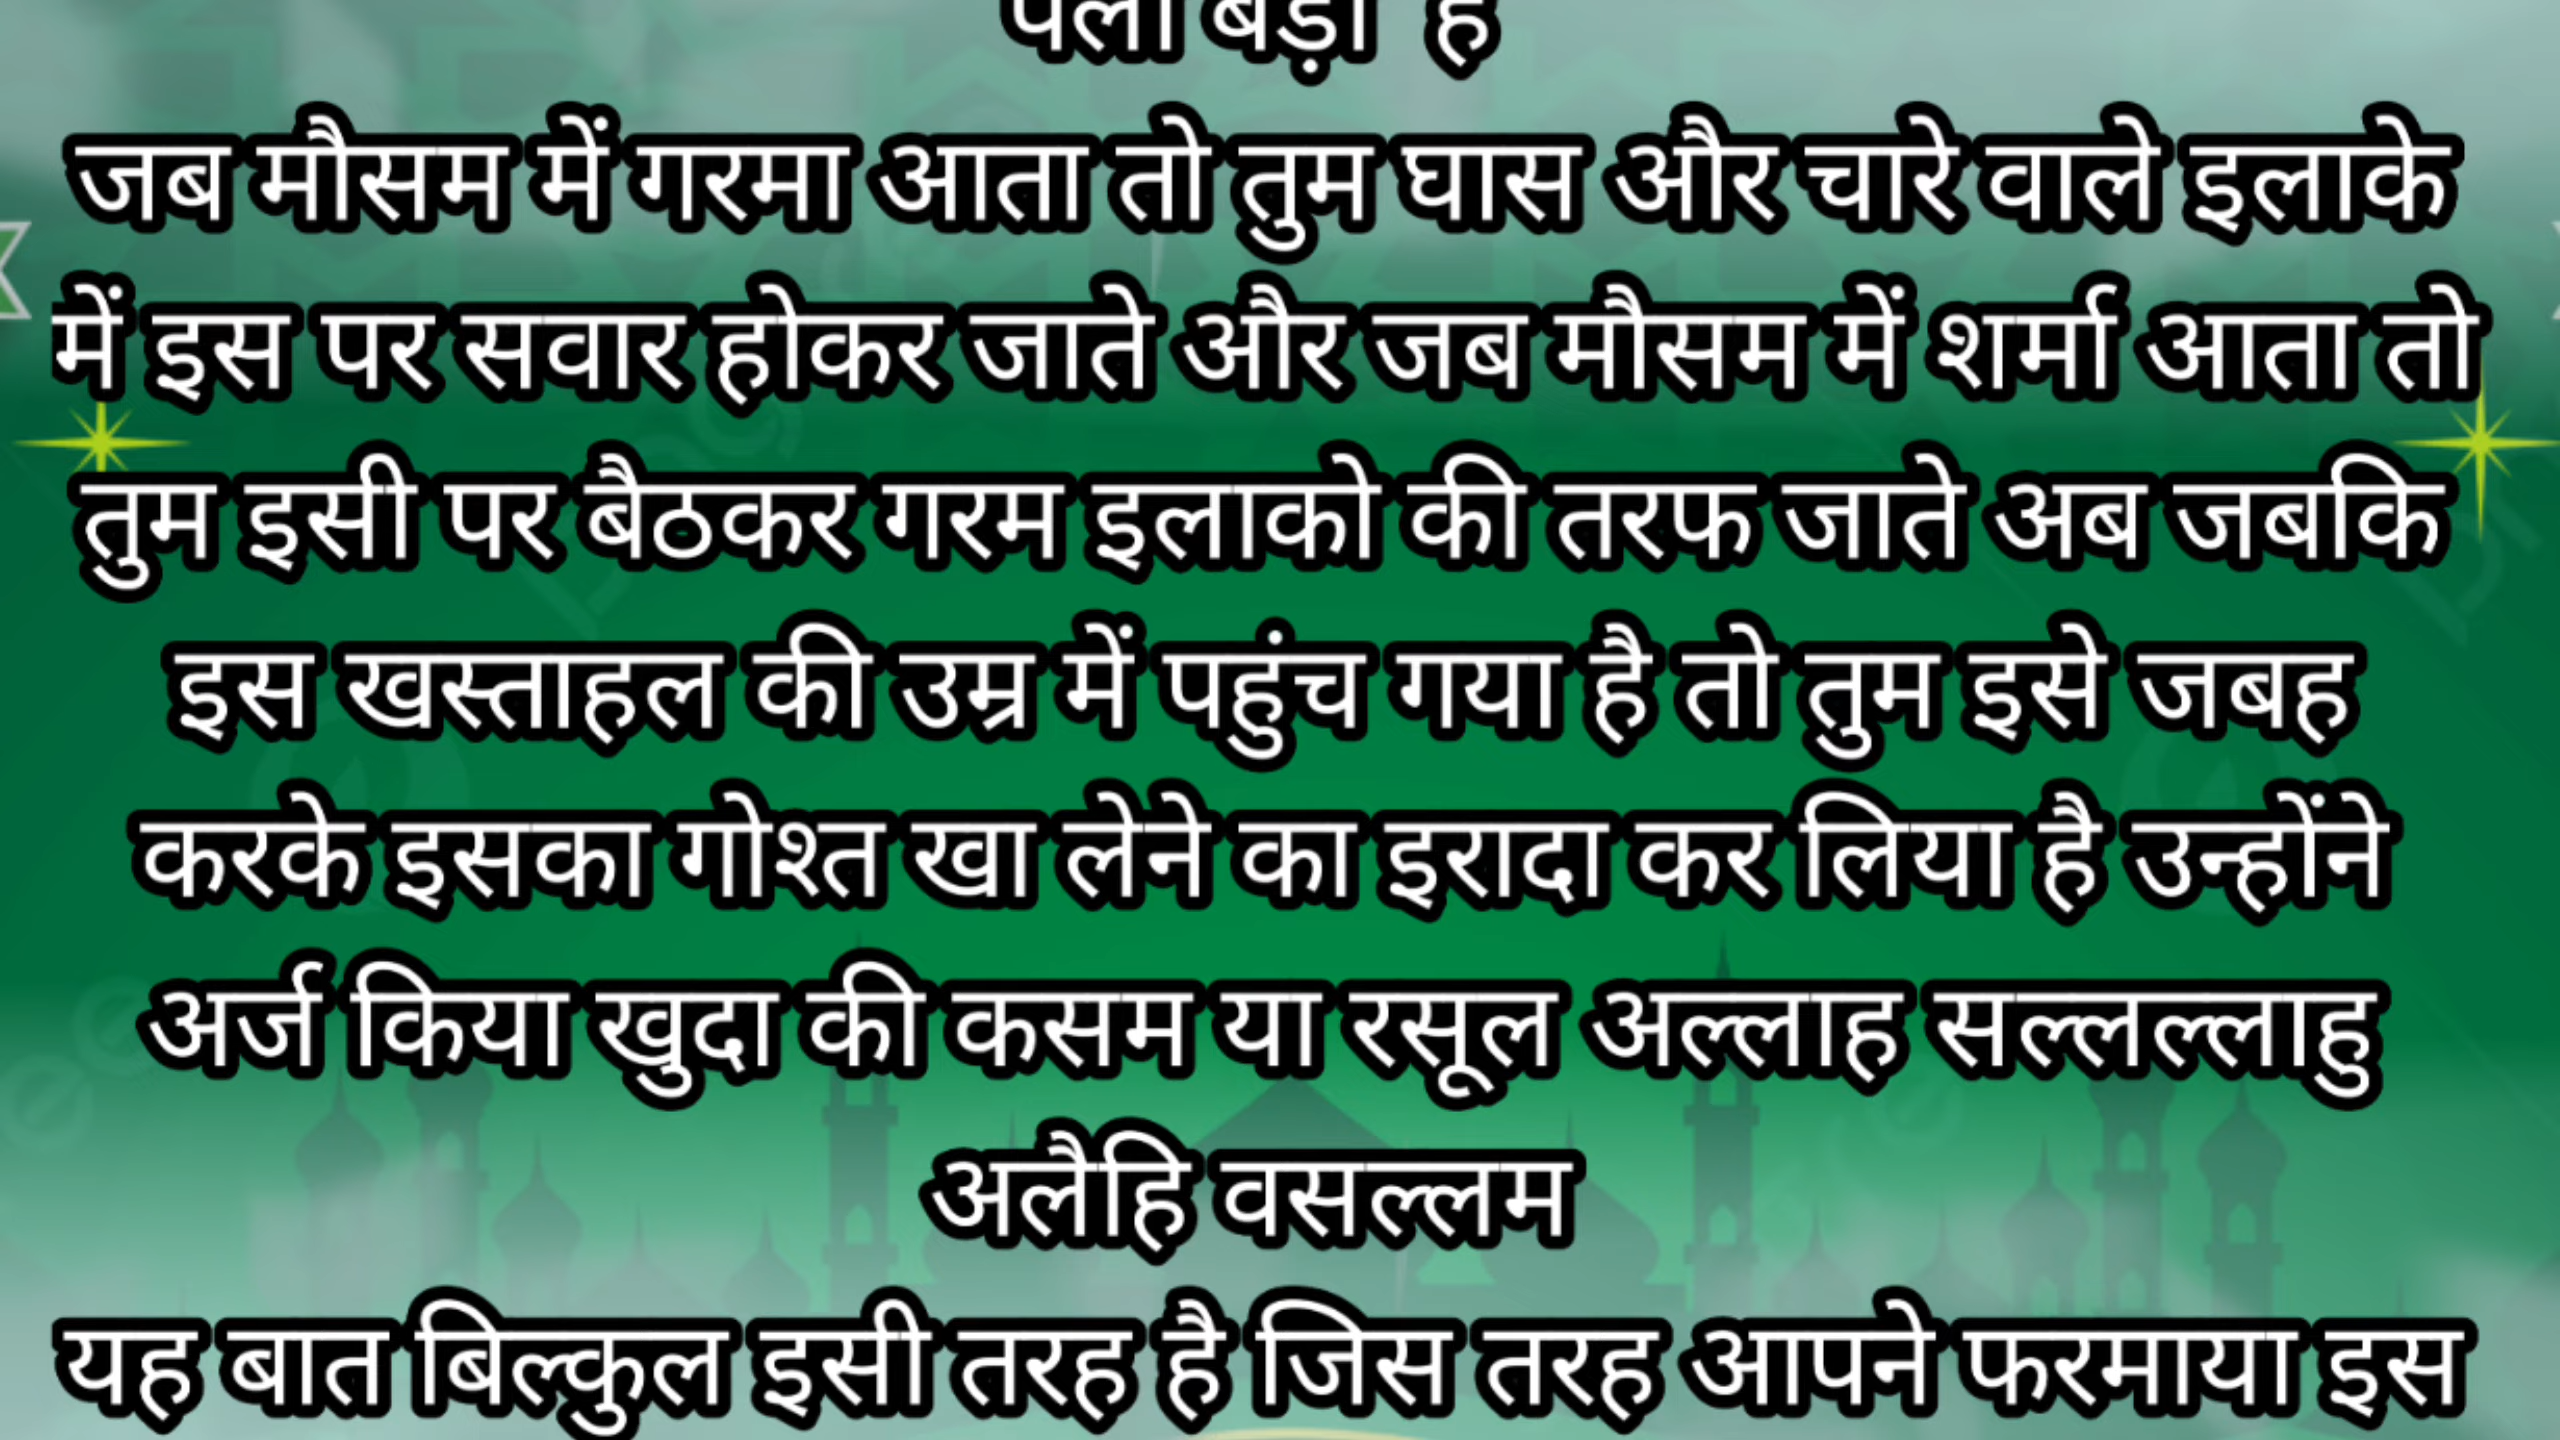 पला बड़ा है
जब मौसम में गरमा आता तो तुम घास और चारे वाले इलाके
में इस पर सवार होकर जाते और जब मौसम में शर्मा आता तो
तुम इसी पर बैठकर गरम इलाको की तरफ जाते अब जबकि
इस खस्ताहल की उम्र में पहुंच गया है तो तुम इसे जबह
करके इसका गोश्त खा लेने का इरादा कर लिया है उन्होंने
अर्ज किया खुदा की कसम या रसूल अल्लाह सल्लल्लाहु
अलैहि वसल्लम
यह बात बिल्कुल इसी तरह है जिस तरह आपने फरमाया इस